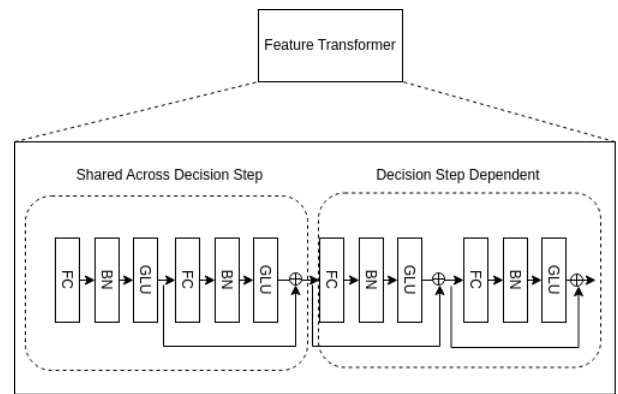 Feature Transformer
Shared Across Decision Step
Decision Step Dependent
FC
BN
GLU
FC
BN
GLU
FC
BN
GLU
FC
BN
GLU